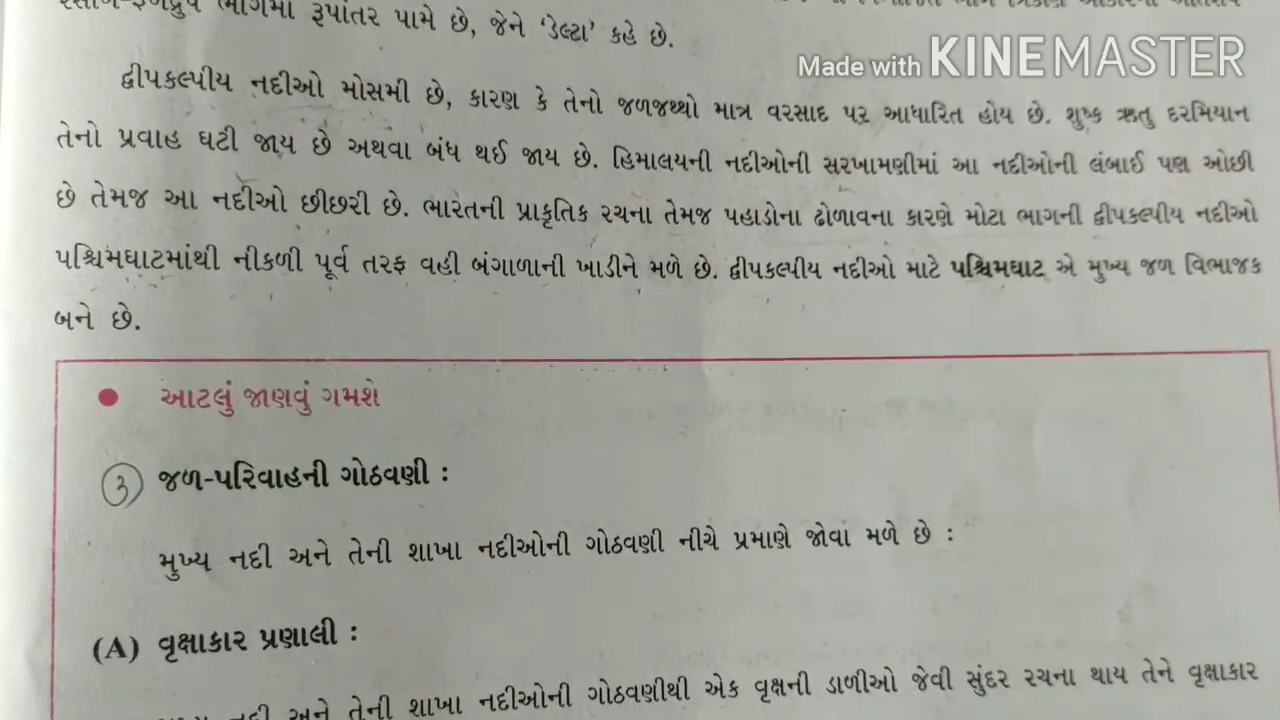 ભાગમાં રૂપાંતર પામે છે, જેને ‘ડેલ્ટા’ કહે છે.
Made with KINEMASTER
દ્વીપકલ્પીય નદીઓ મોસમી છે, કારણ કે તેનો જળજથ્થો માત્ર વરસાદ પર આધારિત હોય છે. શુષ્ક ઋતુ દરમિયાન
તેનો પ્રવાહ ઘટી જાય છે અથવા બંધ થઈ જાય છે. હિમાલયની નદીઓની સરખામણીમાં આ નદીઓની લંબાઈ પણ ઓછી
છે તેમજ આ નદીઓ છીછરી છે. ભારતની પ્રાકૃતિક રચના તેમજ પહાડોના ઢોળાવના કારણે મોટા ભાગની દ્વીપકલ્પીય નદીઓ
પશ્ચિમઘાટમાંથી નીકળી પૂર્વ તરફ વહી બંગાળાની ખાડીને મળે છે. દ્વીપકલ્પીય નદીઓ માટે પશ્ચિમઘાટ એ મુખ્ય જળ વિભાજક
બને છે.
● આટલું જાણવું ગમશે
3 જળ-પરિવાહની ગોઠવણી :
મુખ્ય નદી અને તેની શાખા નદીઓની ગોઠવણી નીચે પ્રમાણે જોવા મળે છે :
(A) વૃક્ષાકાર પ્રણાલી :
નદી અને તેની શાખા નદીઓની ગોઠવણીથી એક વૃક્ષની ડાળીઓ જેવી સુંદર રચના થાય તેને વૃક્ષાકાર